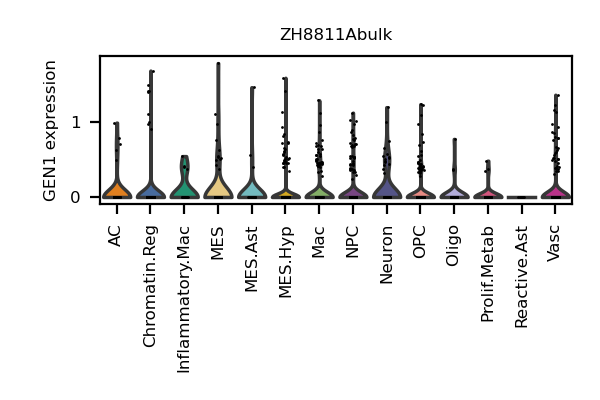 ZH8811Abulk
GEN1 expression
1
0
AC
Chromatin.Reg
Inflammatory.Mac
MES
MES.Ast
MES.Hyp
Mac
NPC
Neuron
OPC
Oligo
Prolif.Metab
Reactive.Ast
Vasc